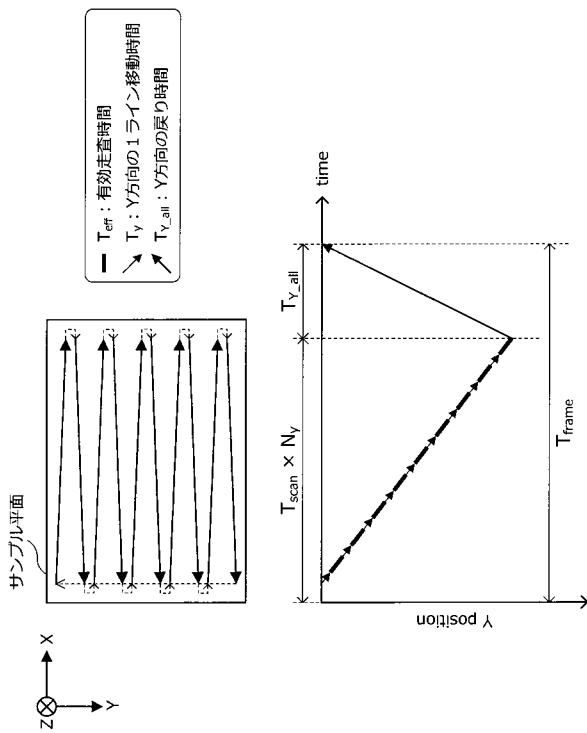 サンプル平面
Z
X
Y
T_eff：有効走査時間
T_y：Y方向の1ライン移動時間
T_Y_all：Y方向の戻り時間
T_scan × N_y
T_Y_all
time
Y position
T_frame